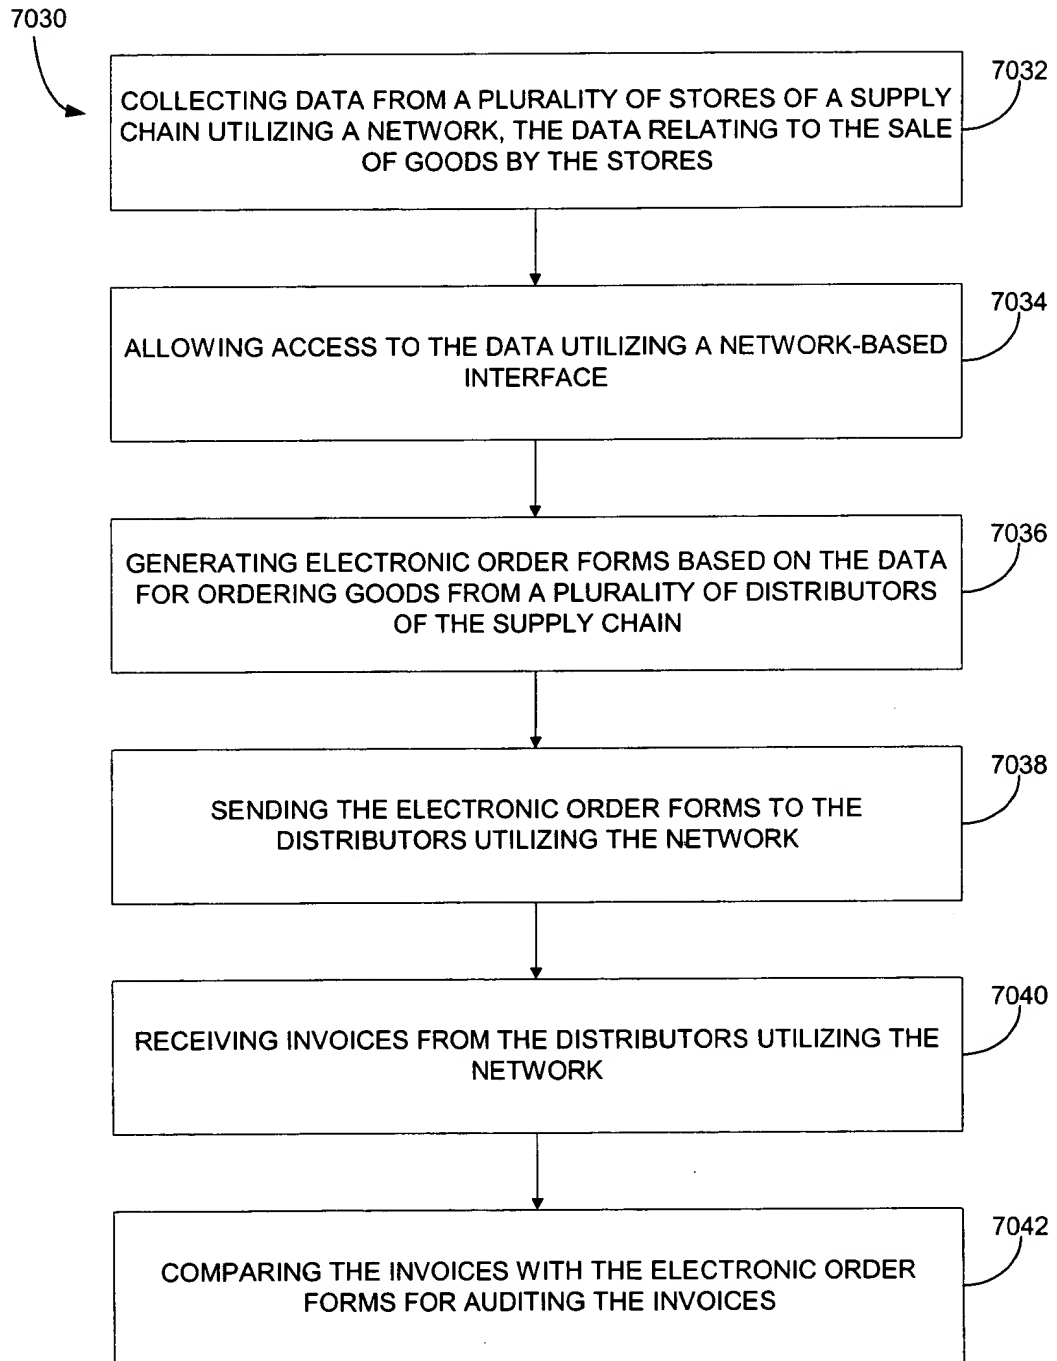 7030
7032
COLLECTING DATA FROM A PLURALITY OF STORES OF A SUPPLY
CHAIN UTILIZING A NETWORK, THE DATA RELATING TO THE SALE
OF GOODS BY THE STORES
7034
ALLOWING ACCESS TO THE DATA UTILIZING A NETWORK-BASED
INTERFACE
7036
GENERATING ELECTRONIC ORDER FORMS BASED ON THE DATA
FOR ORDERING GOODS FROM A PLURALITY OF DISTRIBUTORS
OF THE SUPPLY CHAIN
7038
SENDING THE ELECTRONIC ORDER FORMS TO THE
DISTRIBUTORS UTILIZING THE NETWORK
7040
RECEIVING INVOICES FROM THE DISTRIBUTORS UTILIZING THE
NETWORK
7042
COMPARING THE INVOICES WITH THE ELECTRONIC ORDER
FORMS FOR AUDITING THE INVOICES